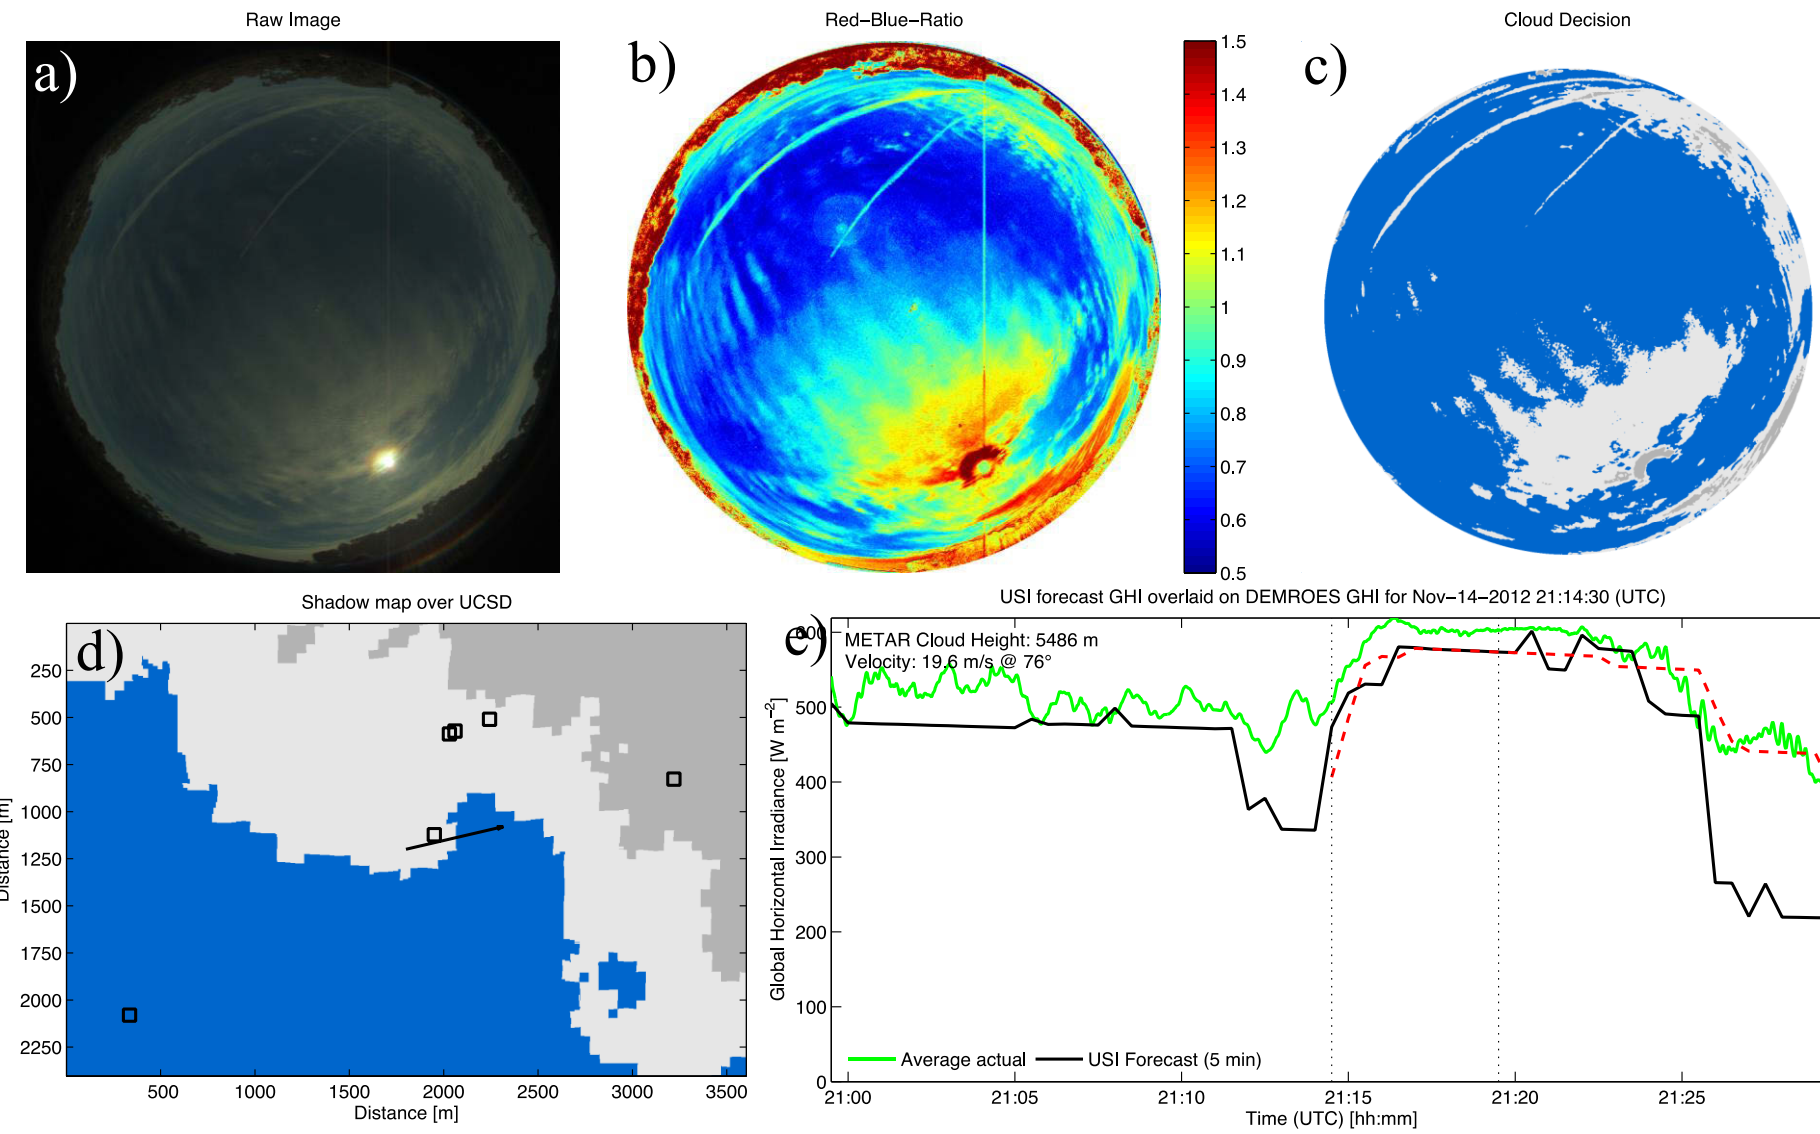 Raw Image
a)
Red−Blue−Ratio
b)
1.5
1.4
1.3
1.2
1.1
1
0.9
0.8
0.7
0.6
0.5
Cloud Decision
c)
Shadow map over UCSD
d)
250
500
750
1000
1250
1500
1750
2000
2250
Distance [m]
500
1000
1500
2000
2500
3000
3500
Distance [m]
USI forecast GHI overlaid on DEMROES GHI for Nov−14−2012 21:14:30 (UTC)
e)
METAR Cloud Height: 5486 m
Velocity: 19.6 m/s @ 76°
600
500
400
300
200
100
0
Global Horizontal Irradiance [W m−2]
Average actual
USI Forecast (5 min)
21:00
21:05
21:10
21:15
21:20
21:25
Time (UTC) [hh:mm]